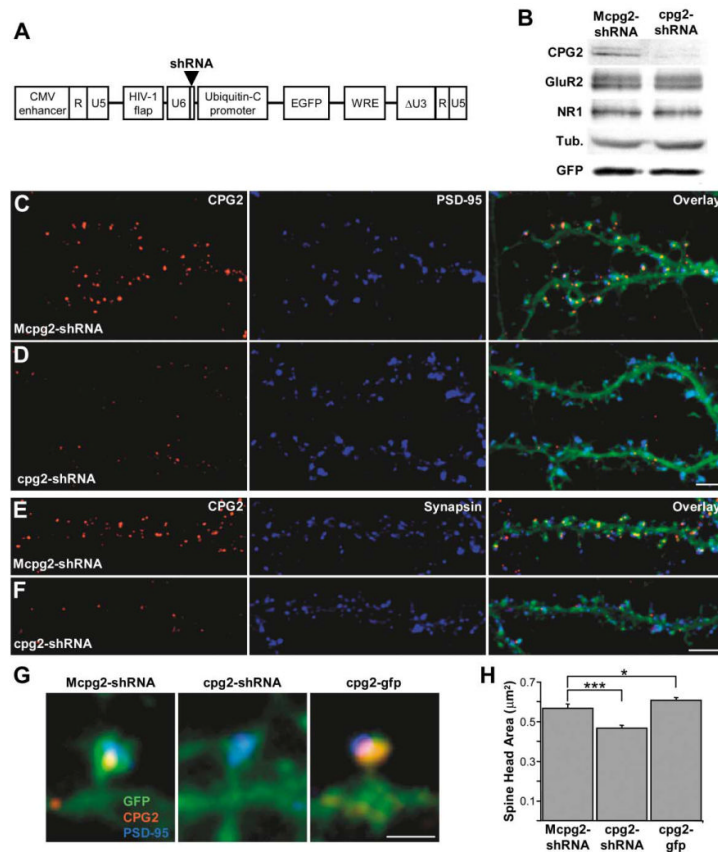 A
shRNA
CMV enhancer R U5 HIV-1 flap U6 Ubiquitin-C promoter EGFP WRE ΔU3 R U5
B
Mcpg2-shRNA cpg2-shRNA
CPG2
GluR2
NR1
Tub.
GFP
C CPG2 PSD-95 Overlay
Mcpg2-shRNA
D
cpg2-shRNA
E CPG2 Synapsin Overlay
Mcpg2-shRNA
F
cpg2-shRNA
G Mcpg2-shRNA cpg2-shRNA cpg2-gfp
GFP
CPG2
PSD-95
H
Spine Head Area (μm²)
0.7
0.5
0.3
0.1
***
*
Mcpg2-shRNA cpg2-shRNA cpg2-gfp